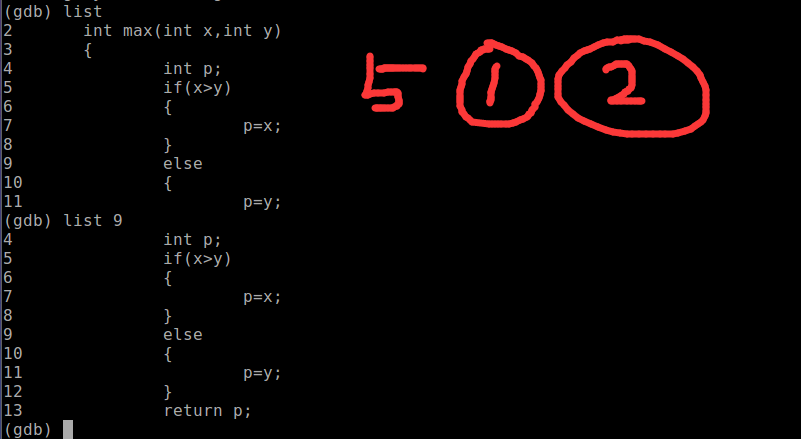 (gdb) list
2 int max(int x,int y)
3 {
4 int p;
5 if(x>y)
6 {
7 p=x;
8 }
9 else
10 {
11 p=y;
(gdb) list 9
4 int p;
5 if(x>y)
6 {
7 p=x;
8 }
9 else
10 {
11 p=y;
12 }
13 return p;
(gdb)
5 1 2